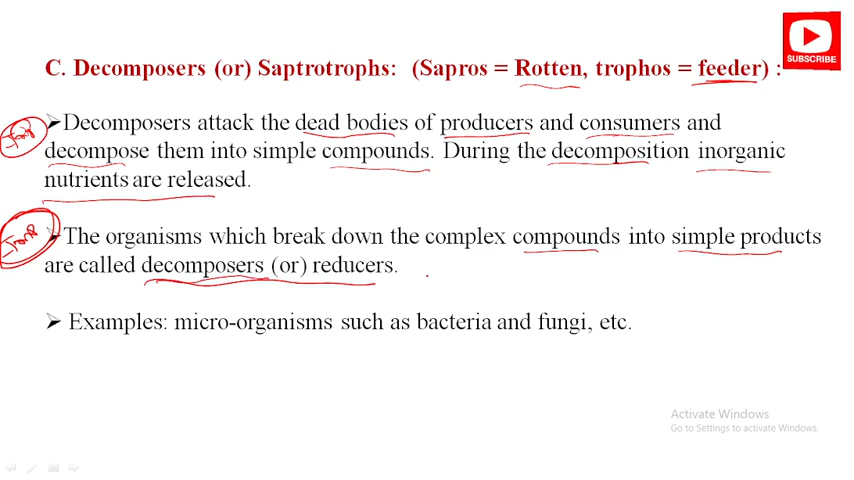 SUBSCRIBE
C. Decomposers (or) Saptrotrophs: (Sapros = Rotten, trophos = feeder) :
➤Decomposers attack the dead bodies of producers and consumers and
decompose them into simple compounds. During the decomposition inorganic
nutrients are released.
➤The organisms which break down the complex compounds into simple products
are called decomposers (or) reducers.
➤ Examples: micro-organisms such as bacteria and fungi, etc.
Activate Windows
Go to Settings to activate Windows.